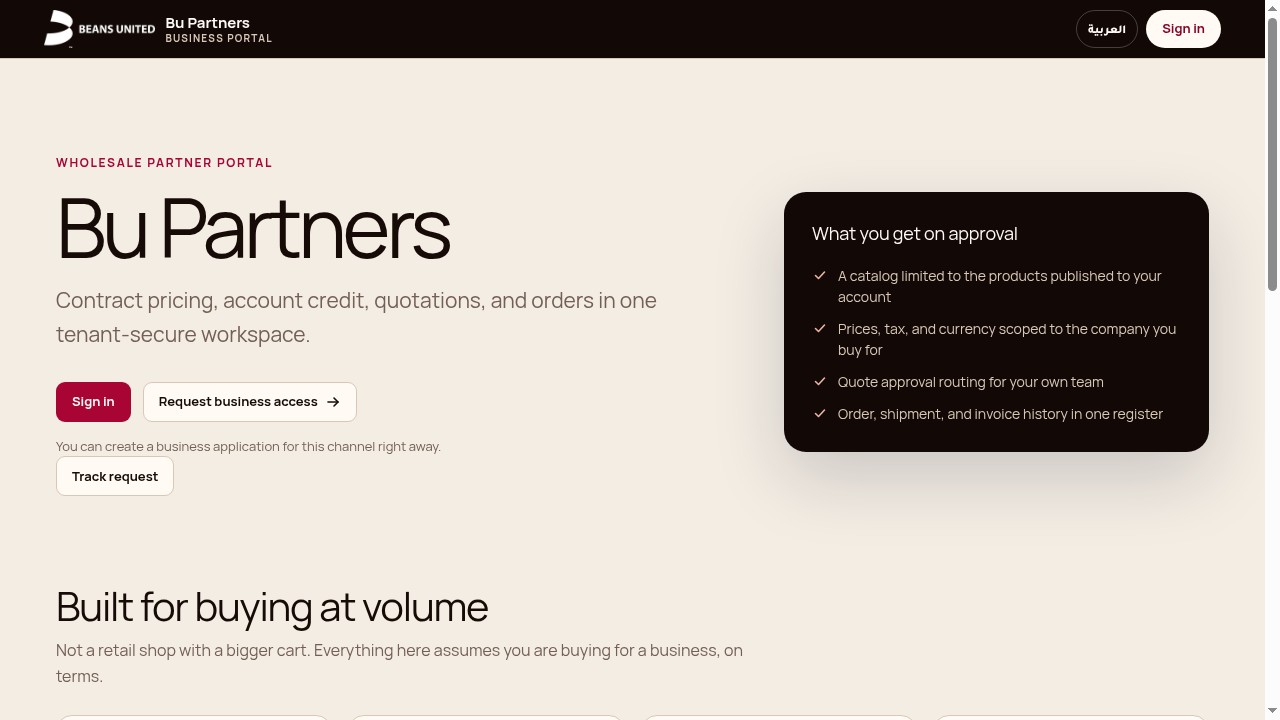 BEANS UNITED
Bu Partners
BUSINESS PORTAL
العربية
Sign in
WHOLESALE PARTNER PORTAL
Bu Partners
Contract pricing, account credit, quotations, and orders in one
tenant-secure workspace.
Sign in
Request business access
You can create a business application for this channel right away.
Track request
What you get on approval
A catalog limited to the products published to your
account
Prices, tax, and currency scoped to the company you
buy for
Quote approval routing for your own team
Order, shipment, and invoice history in one register
Built for buying at volume
Not a retail shop with a bigger cart. Everything here assumes you are buying for a business, on
terms.